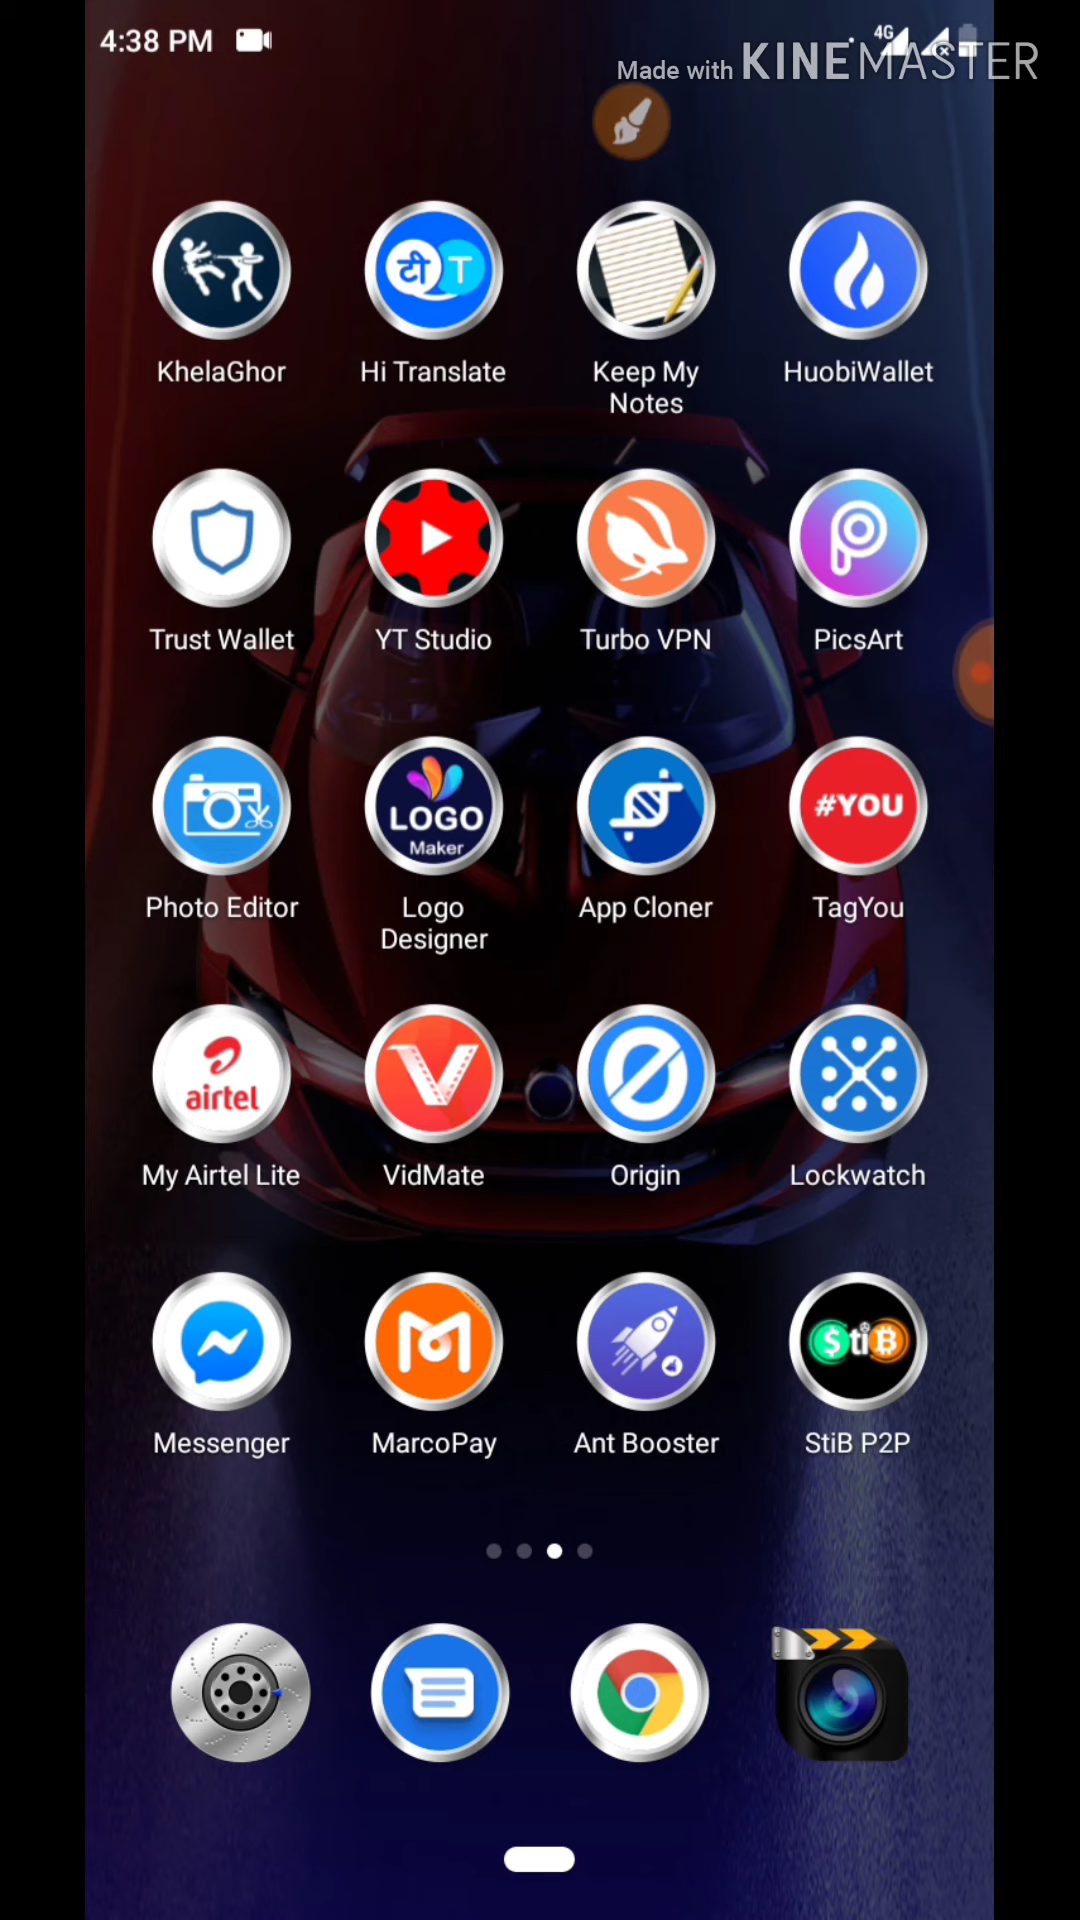 4:38 PM
4G
Made with KINEMASTER
टी T
KhelaGhor Hi Translate Keep My Notes HuobiWallet
Trust Wallet YT Studio Turbo VPN PicsArt
LOGO Maker
#YOU
Photo Editor Logo Designer App Cloner TagYou
airtel
My Airtel Lite VidMate Origin Lockwatch
$tiB
Messenger MarcoPay Ant Booster StiB P2P